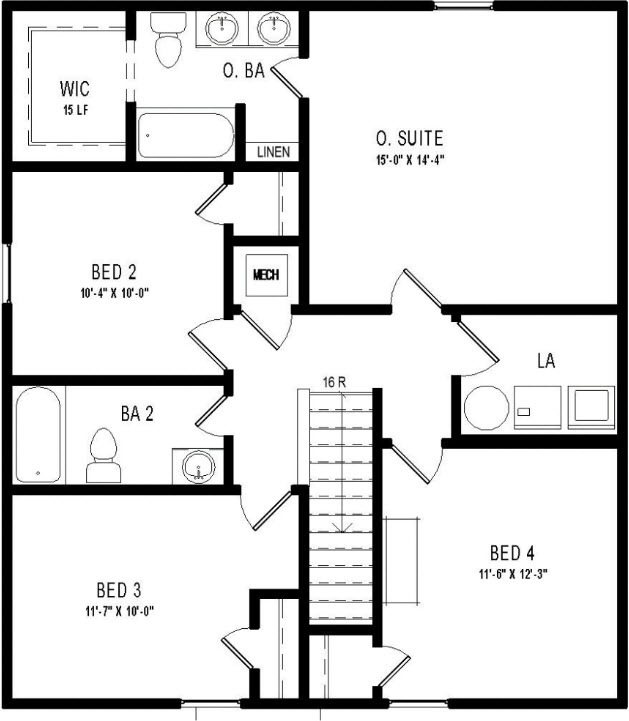 WIC
15 LF
O. BA
LINEN
O. SUITE
15'-0" X 14'-4"
BED 2
10'-4" X 10'-0"
MECH
LA
16 R
BA 2
BED 3
11'-7" X 10'-0"
BED 4
11'-6" X 12'-3"